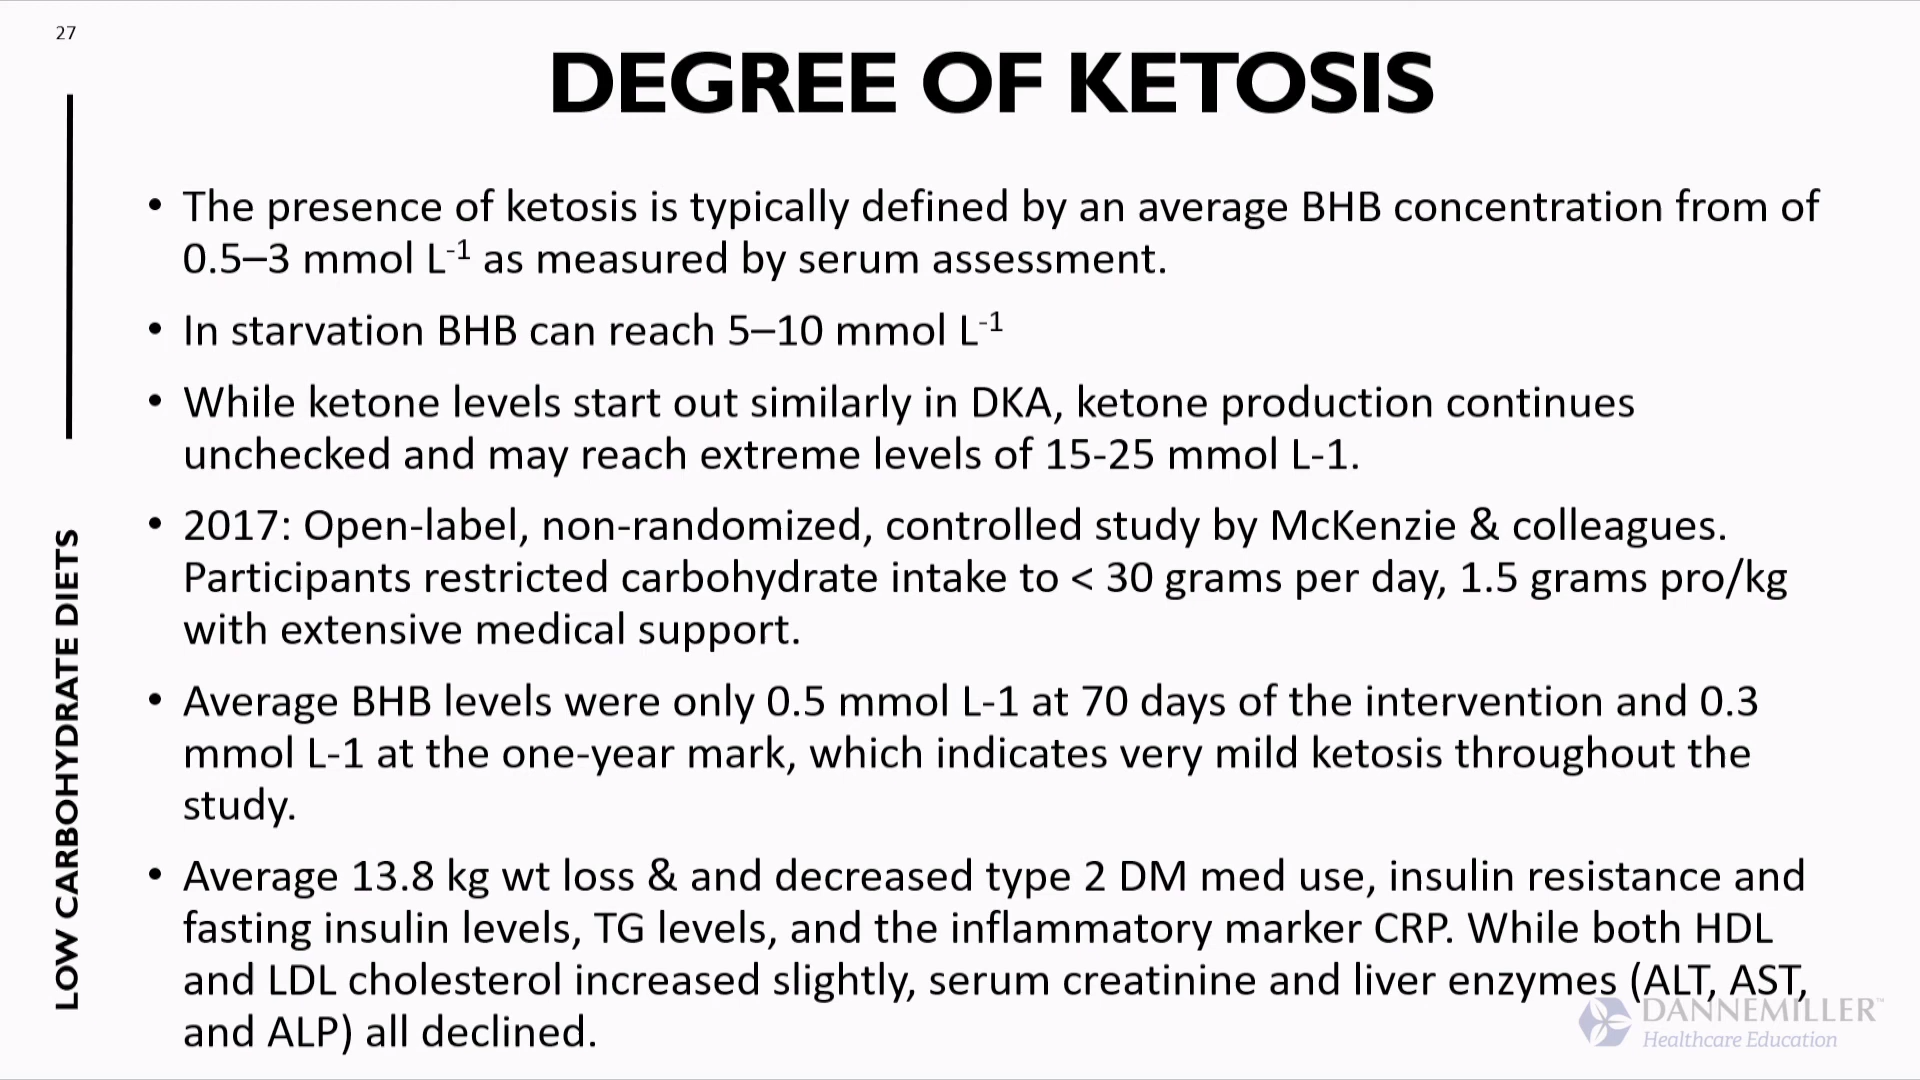 27
DEGREE OF KETOSIS
• The presence of ketosis is typically defined by an average BHB concentration from of
0.5–3 mmol L⁻¹ as measured by serum assessment.
• In starvation BHB can reach 5–10 mmol L⁻¹
• While ketone levels start out similarly in DKA, ketone production continues
unchecked and may reach extreme levels of 15-25 mmol L-1.
• 2017: Open-label, non-randomized, controlled study by McKenzie & colleagues.
Participants restricted carbohydrate intake to < 30 grams per day, 1.5 grams pro/kg
with extensive medical support.
• Average BHB levels were only 0.5 mmol L-1 at 70 days of the intervention and 0.3
mmol L-1 at the one-year mark, which indicates very mild ketosis throughout the
study.
• Average 13.8 kg wt loss & and decreased type 2 DM med use, insulin resistance and
fasting insulin levels, TG levels, and the inflammatory marker CRP. While both HDL
and LDL cholesterol increased slightly, serum creatinine and liver enzymes (ALT, AST,
and ALP) all declined.
LOW CARBOHYDRATE DIETS
DANNEMILLER™
Healthcare Education